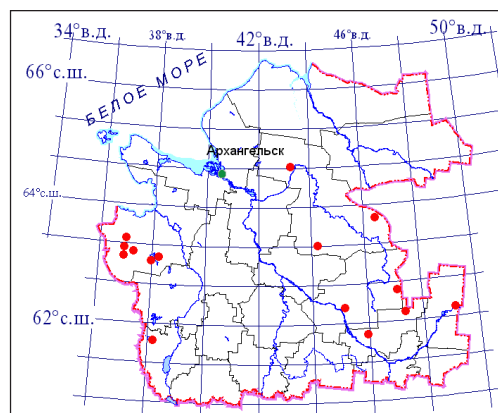 34°в.д.
38°в.д.
42°в.д.
46°в.д.
50°в.д.
66°с.ш.
БЕЛОЕ МОРЕ
Архангельск
64°с.ш.
62°с.ш.